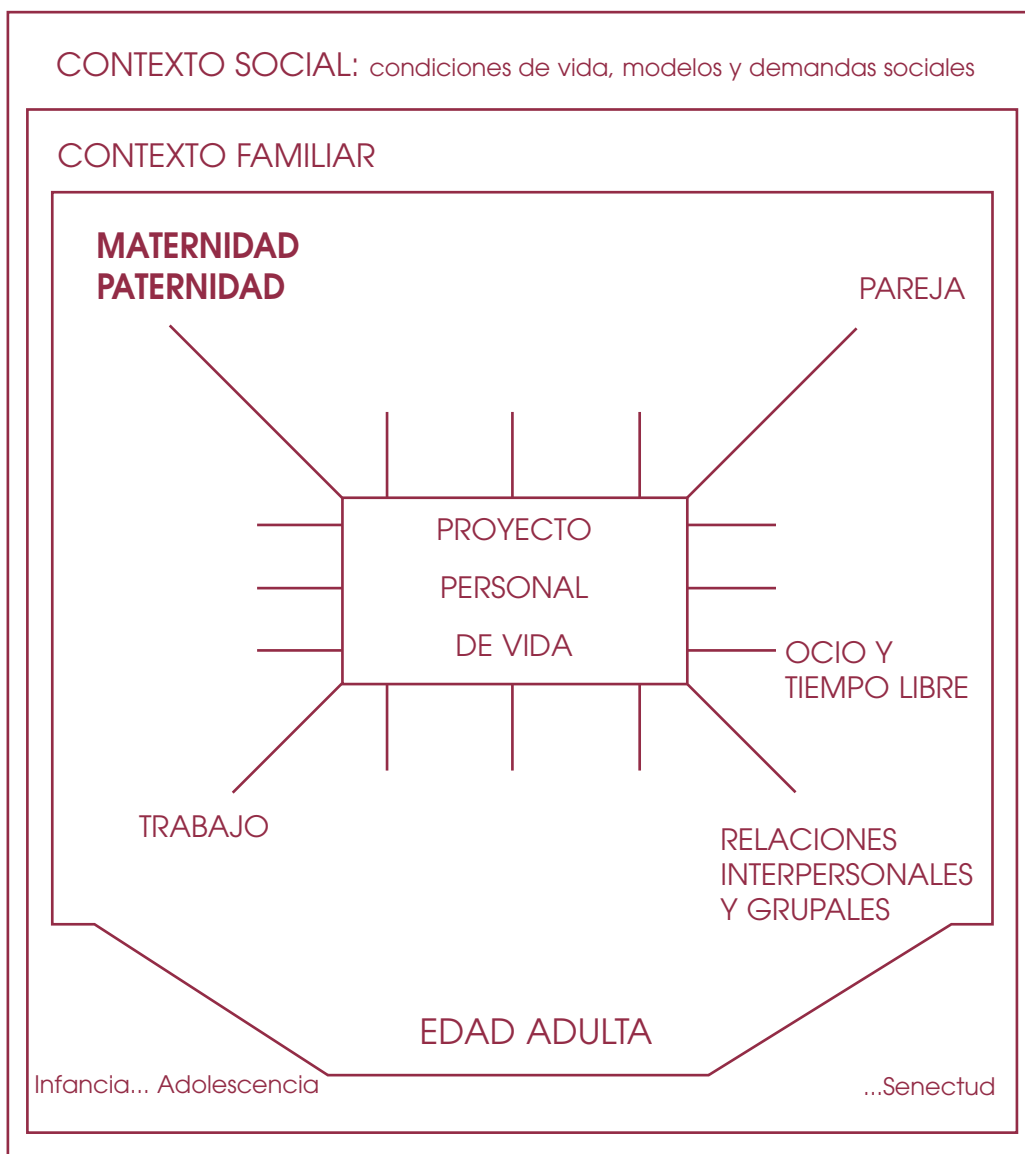 CONTEXTO SOCIAL: condiciones de vida, modelos y demandas sociales
CONTEXTO FAMILIAR
MATERNIDAD
PATERNIDAD
PAREJA
PROYECTO
PERSONAL
DE VIDA
OCIO Y
TIEMPO LIBRE
TRABAJO
RELACIONES
INTERPERSONALES
Y GRUPALES
EDAD ADULTA
Infancia... Adolescencia
...Senectud